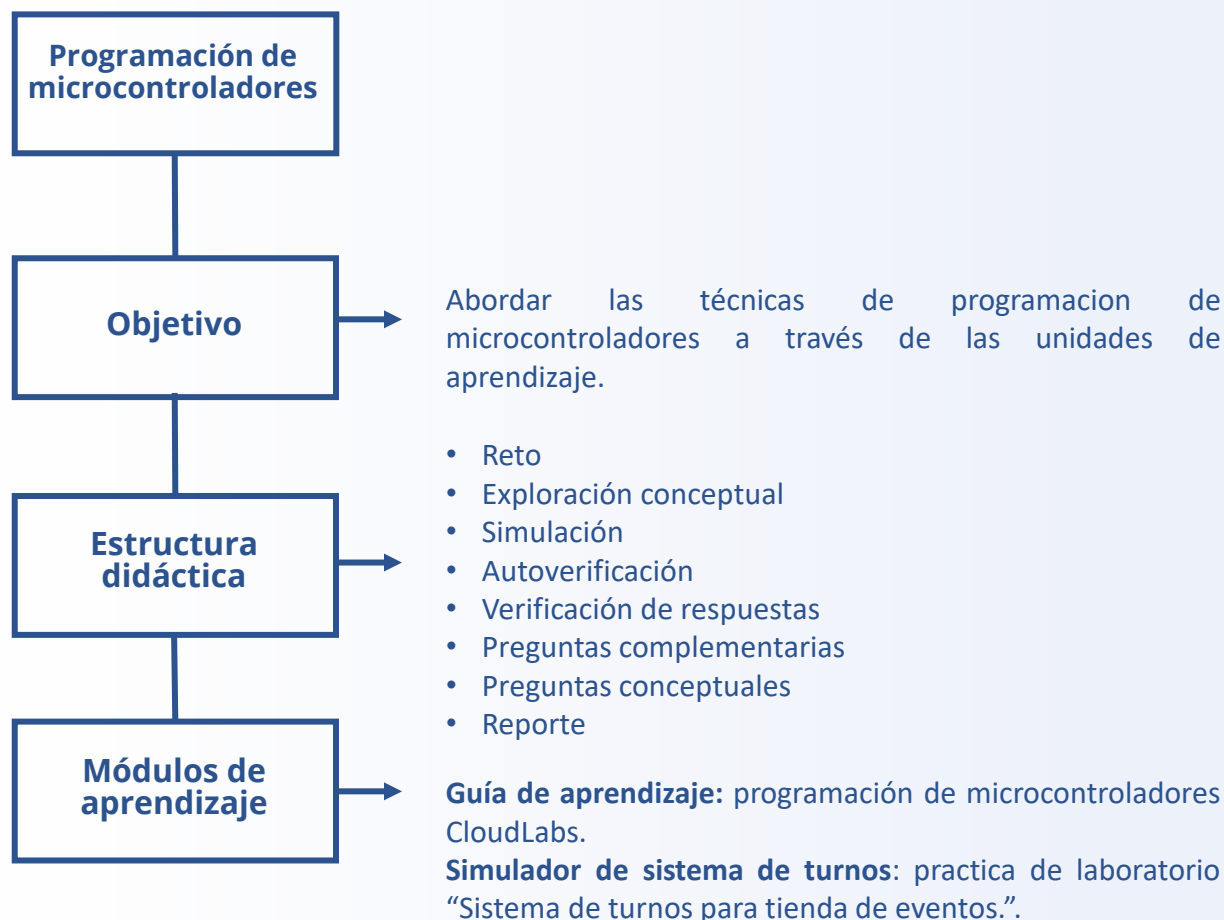 Programación de
microcontroladores
Objetivo
Abordar las técnicas de programacion de
microcontroladores a través de las unidades de
aprendizaje.
Estructura
didáctica
• Reto
• Exploración conceptual
• Simulación
• Autoverificación
• Verificación de respuestas
• Preguntas complementarias
• Preguntas conceptuales
• Reporte
Módulos de
aprendizaje
Guía de aprendizaje: programación de microcontroladores
CloudLabs.
Simulador de sistema de turnos: practica de laboratorio
“Sistema de turnos para tienda de eventos.”.